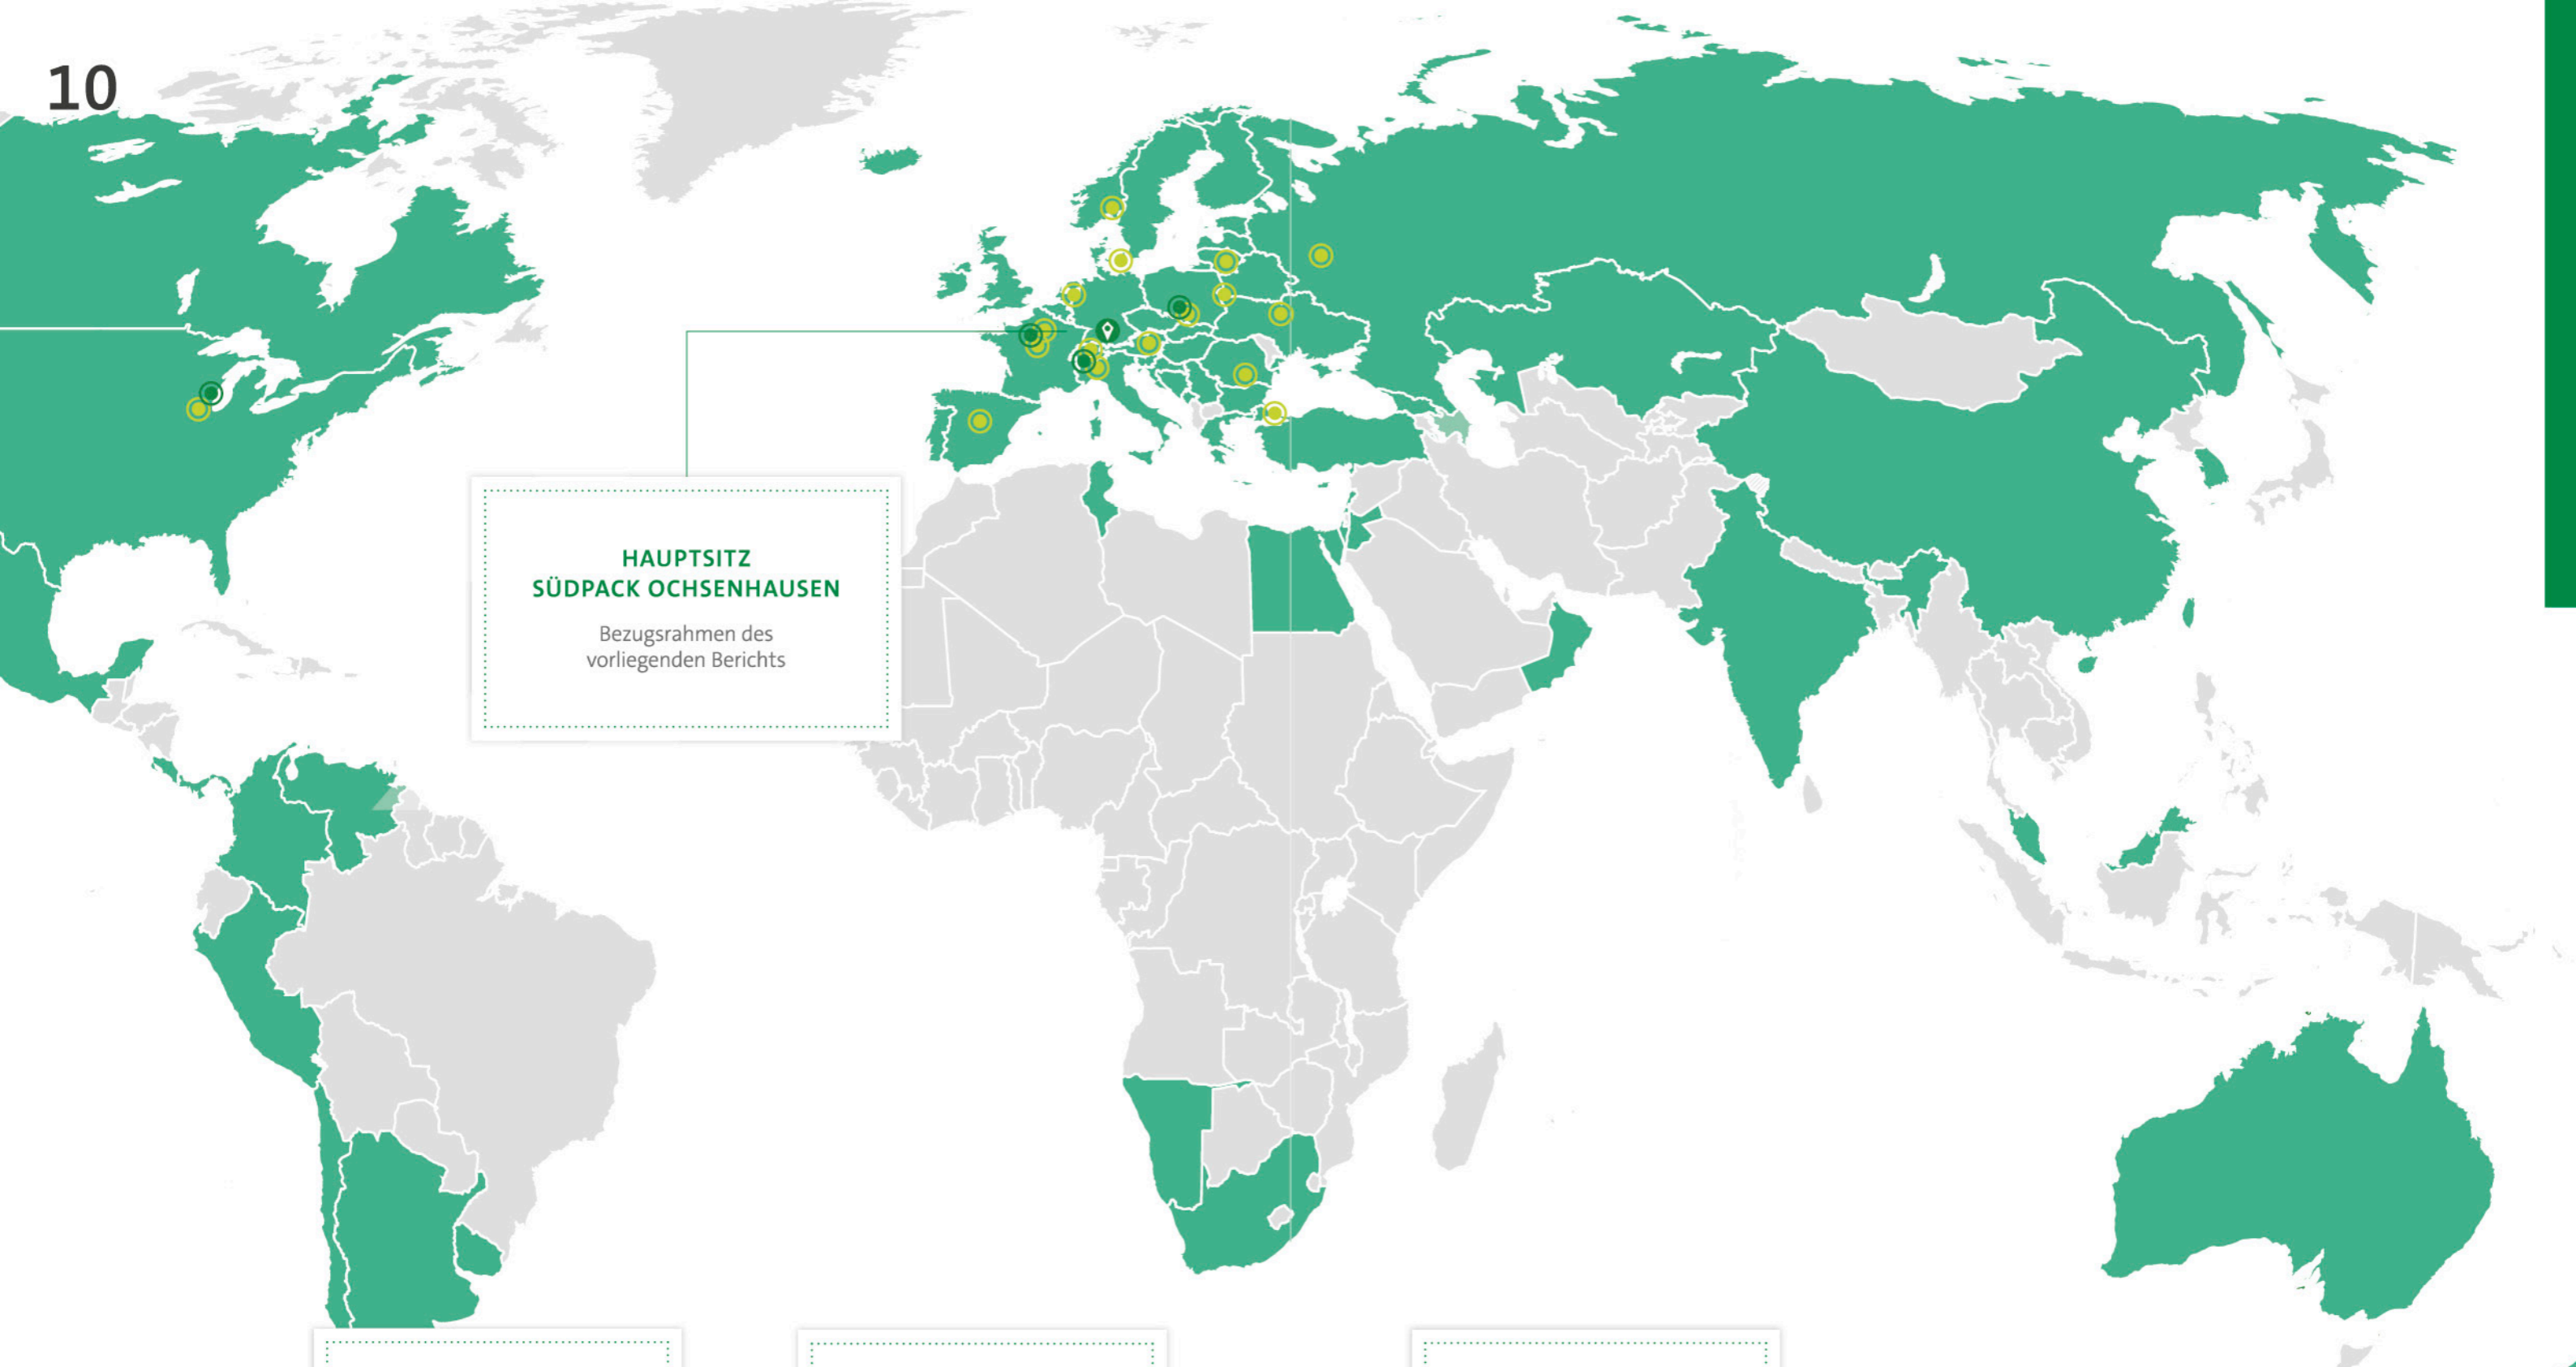 10
HAUPTSITZ
SÜDPACK OCHSENHAUSEN
Bezugsrahmen des
vorliegenden Berichts